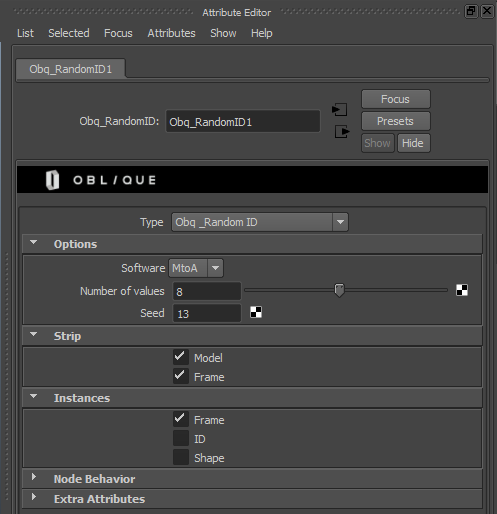 Attribute Editor
List Selected Focus Attributes Show Help
Obq_RandomID1
Focus
Obq_RandomID: Obq_RandomID1
Presets
Show Hide
OBL/QUE
Type Obq _Random ID
Options
Software MtoA
Number of values 8
Seed 13
Strip
Model
Frame
Instances
Frame
ID
Shape
Node Behavior
Extra Attributes